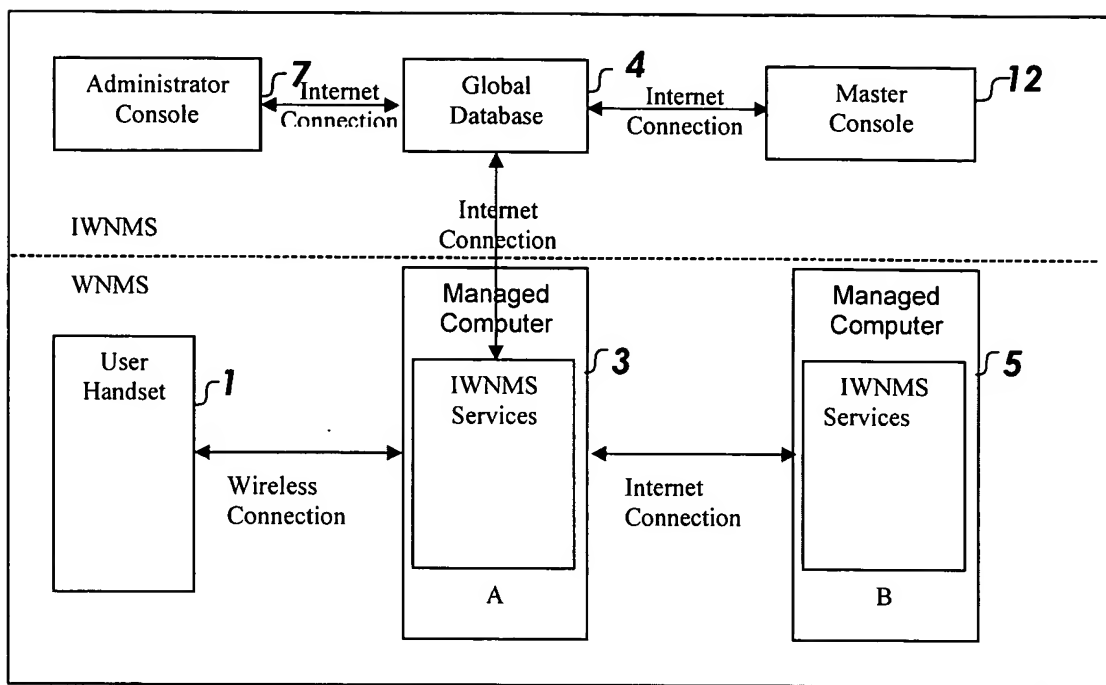 Administrator
Console
7
Internet
Connection
Global
Database
4
Internet
Connection
Master
Console
12
Internet
Connection
IWNMS
WNMS
User
Handset
1
Wireless
Connection
Managed
Computer
3
IWNMS
Services
A
Internet
Connection
Managed
Computer
5
IWNMS
Services
B